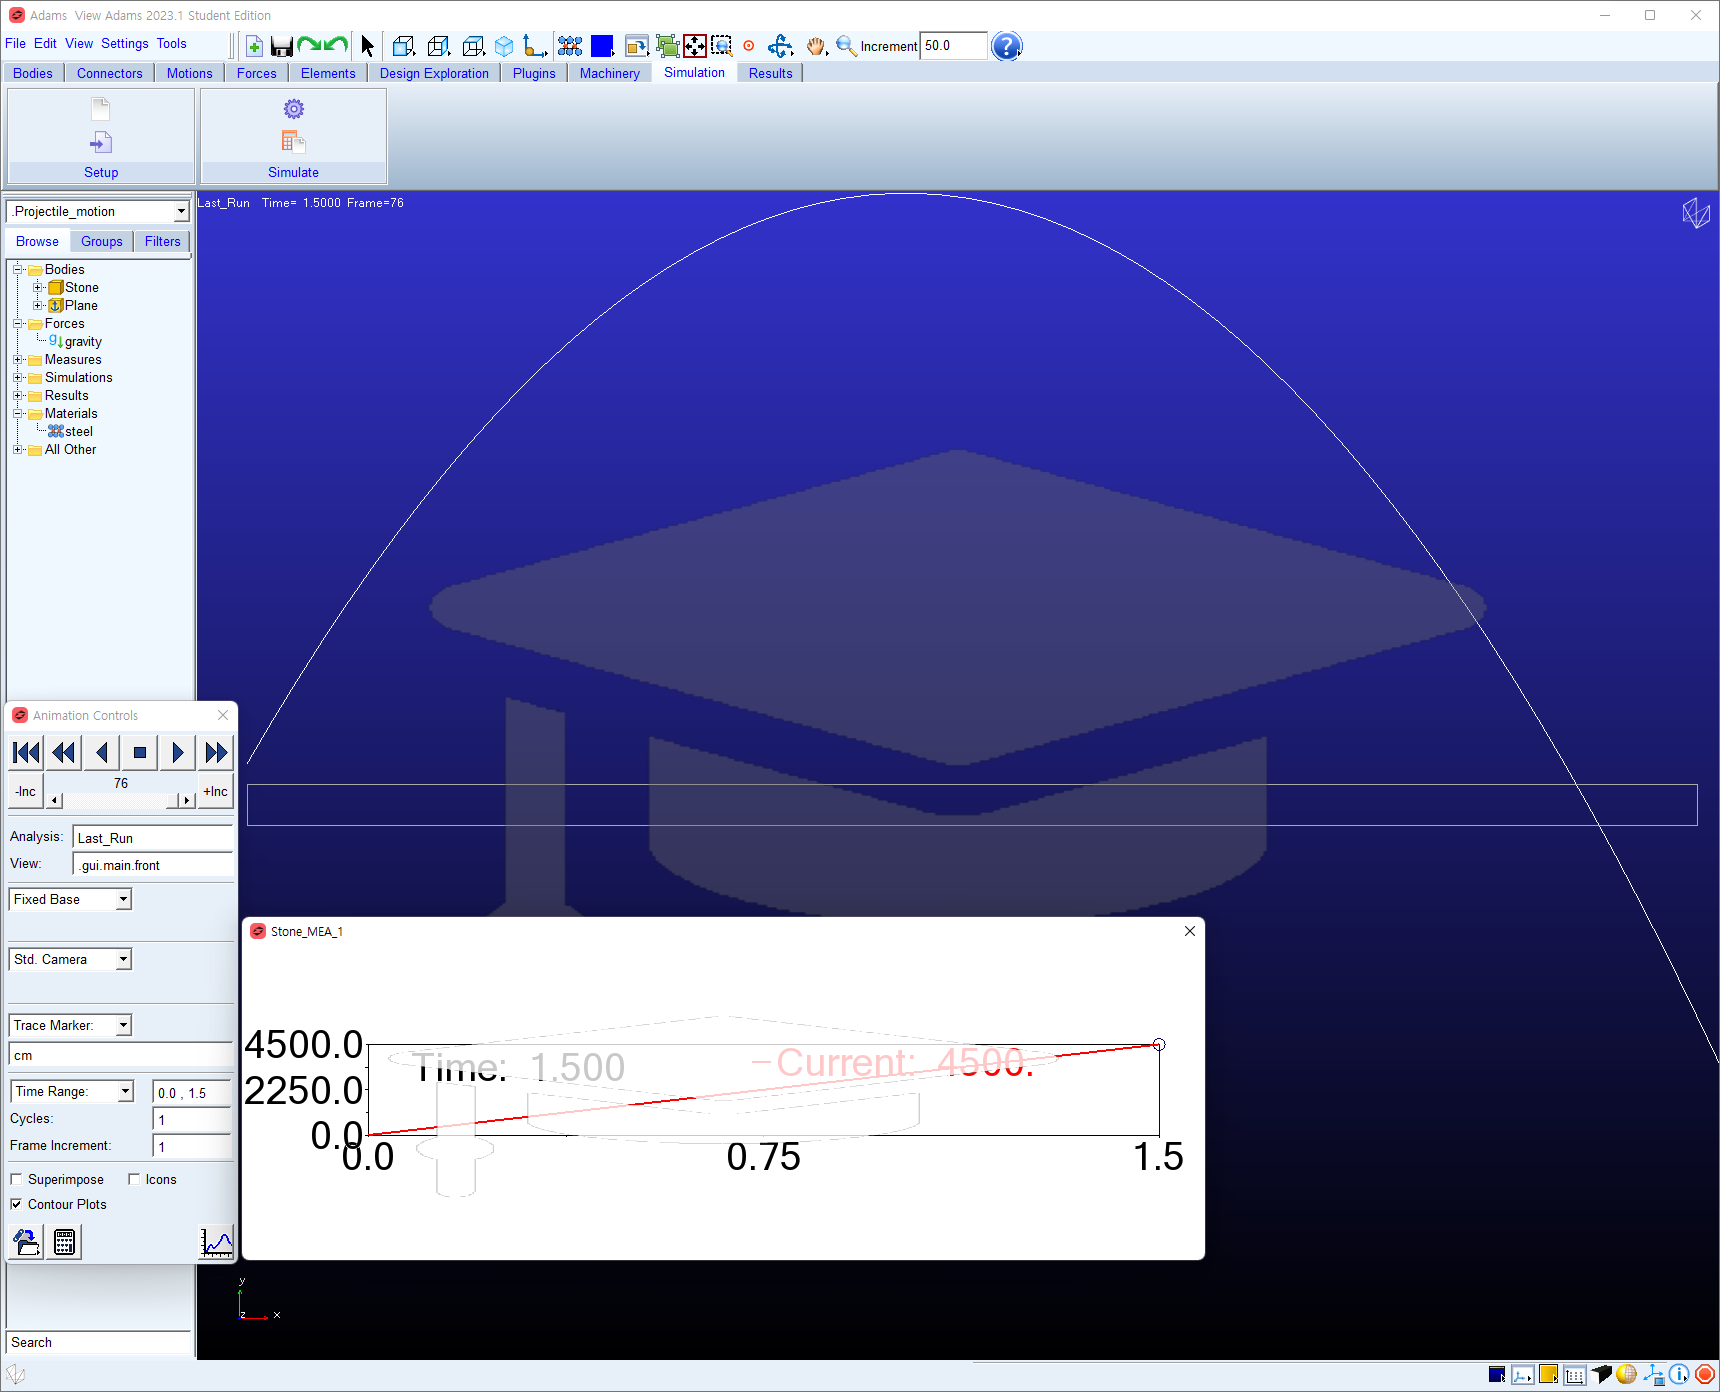 Adams View Adams 2023.1 Student Edition
File Edit View Settings Tools
Increment 50.0
Bodies Connectors Motions Forces Elements Design Exploration Plugins Machinery Simulation Results
Setup Simulate
.Projectile_motion
Browse Groups Filters
Bodies
Stone
Plane
Forces
gravity
Measures
Simulations
Results
Materials
steel
All Other
Last_Run Time= 1.5000 Frame=76
Animation Controls
76
-Inc +Inc
Analysis: Last_Run
View: .gui.main.front
Fixed Base
Std. Camera
Trace Marker:
cm
Time Range: 0.0 , 1.5
Cycles: 1
Frame Increment: 1
Superimpose Icons
Contour Plots
Search
Stone_MEA_1
4500.0
Time: 1.500 Current: 4500.
2250.0
0.0
0.0 0.75 1.5
y
z x